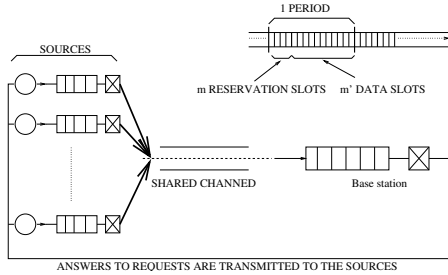 1 PERIOD
SOURCES
m RESERVATION SLOTS
m' DATA SLOTS
SHARED CHANNED
Base station
ANSWERS TO REQUESTS ARE TRANSMITTED TO THE SOURCES